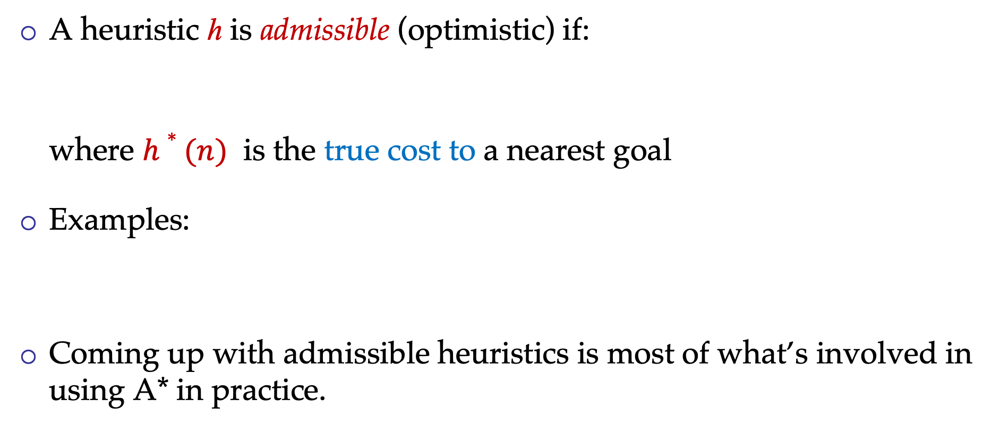 ○ A heuristic h is admissible (optimistic) if:
where h * (n) is the true cost to a nearest goal
○ Examples:
○ Coming up with admissible heuristics is most of what’s involved in
using A* in practice.